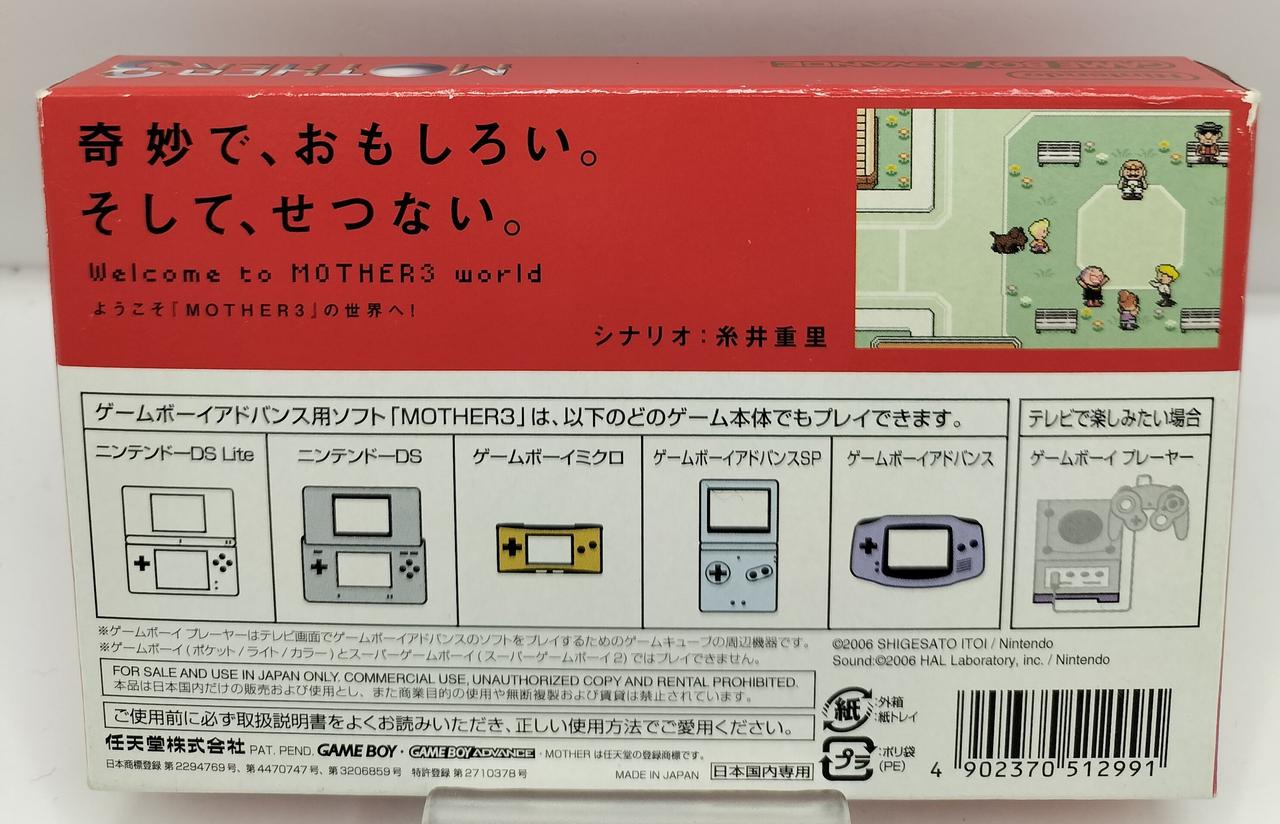 MOTHER 3
Nintendo
GAME BOY ADVANCE
奇妙で、おもしろい。
そして、せつない。
Welcome to MOTHER3 world
ようこそ『MOTHER3』の世界へ!
シナリオ:糸井重里
ゲームボーイアドバンス用ソフト「MOTHER3」は、以下のどのゲーム本体でもプレイできます。
テレビで楽しみたい場合
ニンテンドーDS Lite
ニンテンドーDS
ゲームボーイミクロ
ゲームボーイアドバンスSP
ゲームボーイアドバンス
ゲームボーイ プレーヤー
※ゲームボーイ プレーヤーはテレビ画面でゲームボーイアドバンスのソフトをプレイするためのゲームキューブの周辺機器です。
※ゲームボーイ(ポケット/ライト/カラー)とスーパーゲームボーイ(スーパーゲームボーイ2)ではプレイできません。
©2006 SHIGESATO ITOI / Nintendo
Sound:©2006 HAL Laboratory, inc. / Nintendo
FOR SALE AND USE IN JAPAN ONLY. COMMERCIAL USE, UNAUTHORIZED COPY AND RENTAL PROHIBITED.
本品は日本国内だけの販売および使用とし、また商業目的の使用や無断複製および賃貸は禁止されています。
ご使用前に必ず取扱説明書をよくお読みいただき、正しい使用方法でご愛用ください。
紙
:外箱
:紙トレイ
任天堂株式会社 PAT. PEND. GAME BOY・GAME BOY ADVANCE・MOTHER は任天堂の登録商標です。
プラ
:ポリ袋
(PE)
日本商標登録 第2294769号、第4470747号、第3206859号 特許登録 第2710378号
MADE IN JAPAN 日本国内専用
4 902370 512991